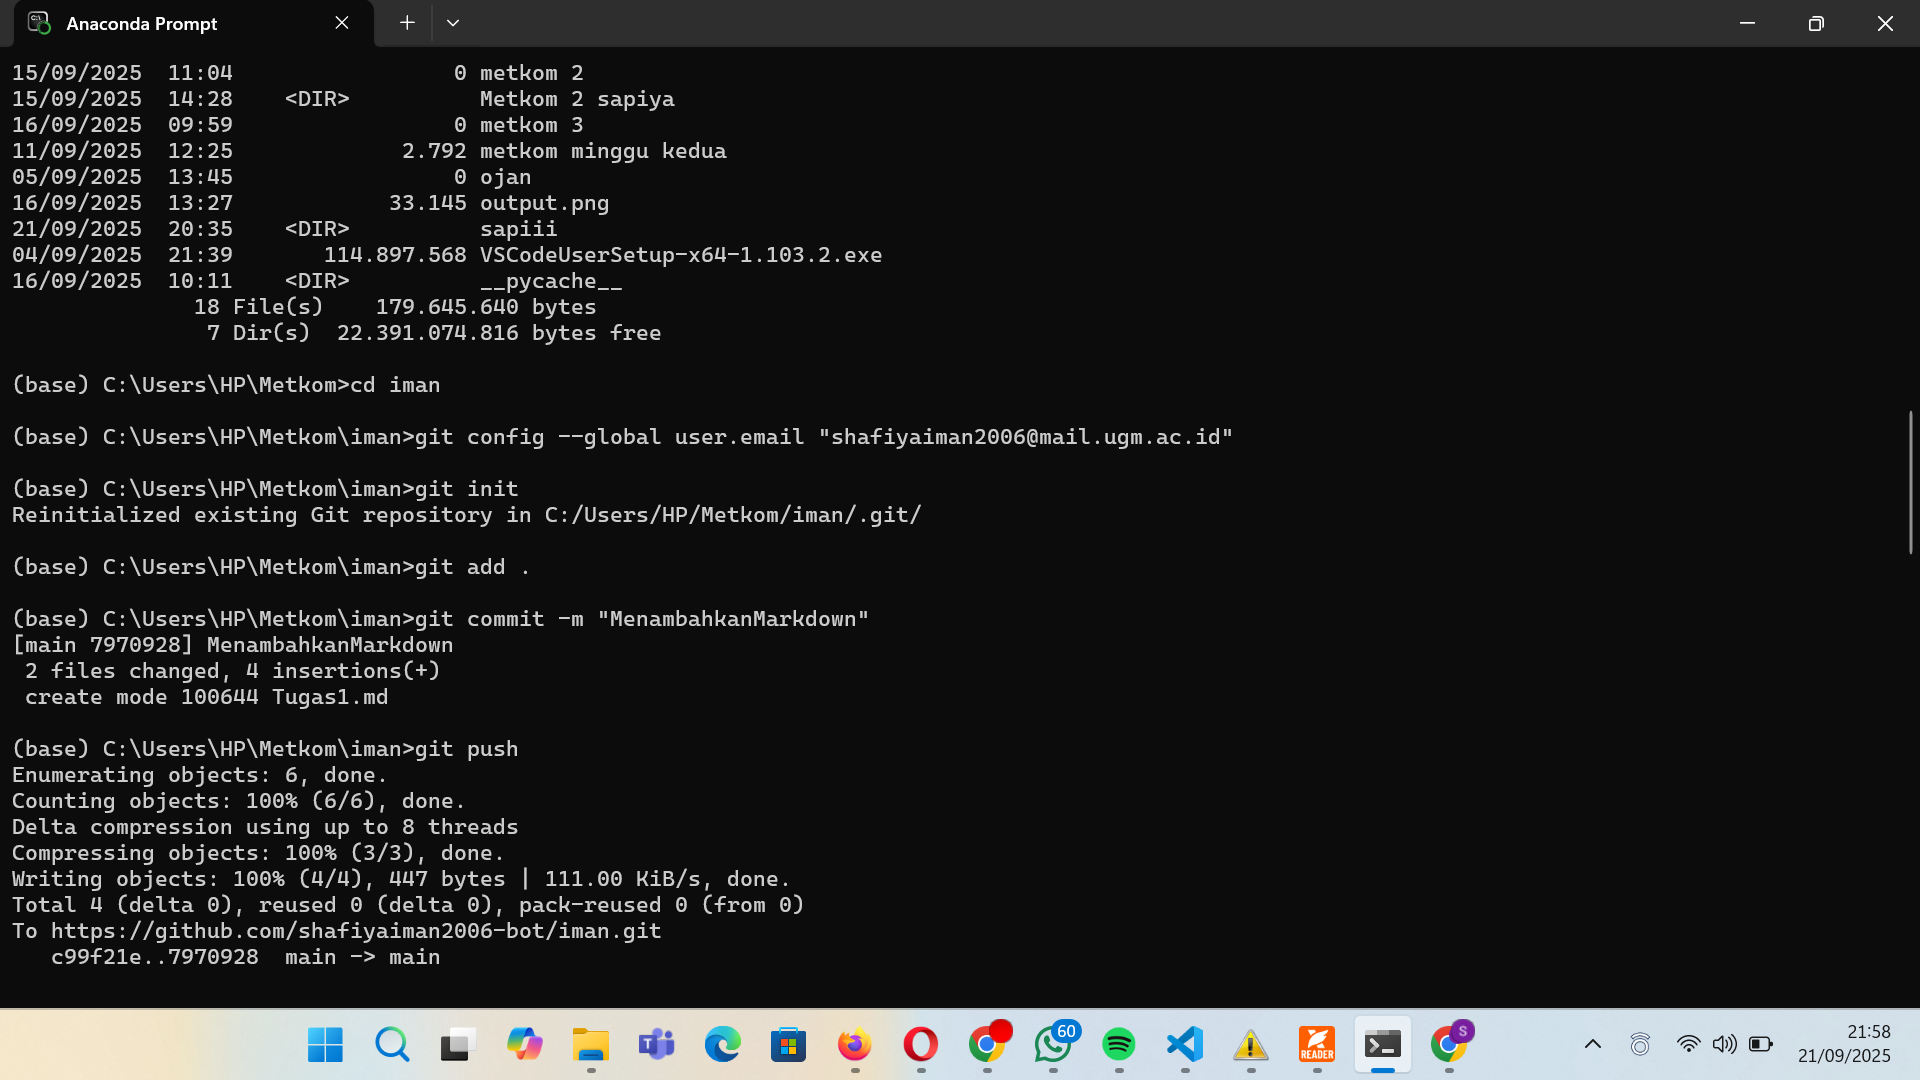 Anaconda Prompt
15/09/2025  11:04                 0 metkom 2
15/09/2025  14:28    <DIR>          Metkom 2 sapiya
16/09/2025  09:59                 0 metkom 3
11/09/2025  12:25             2.792 metkom minggu kedua
05/09/2025  13:45                 0 ojan
16/09/2025  13:27            33.145 output.png
21/09/2025  20:35    <DIR>          sapiii
04/09/2025  21:39       114.897.568 VSCodeUserSetup-x64-1.103.2.exe
16/09/2025  10:11    <DIR>          __pycache__
              18 File(s)    179.645.640 bytes
               7 Dir(s)  22.391.074.816 bytes free
(base) C:\Users\HP\Metkom>cd iman
(base) C:\Users\HP\Metkom\iman>git config --global user.email "shafiyaiman2006@mail.ugm.ac.id"
(base) C:\Users\HP\Metkom\iman>git init
Reinitialized existing Git repository in C:/Users/HP/Metkom/iman/.git/
(base) C:\Users\HP\Metkom\iman>git add .
(base) C:\Users\HP\Metkom\iman>git commit -m "MenambahkanMarkdown"
[main 7970928] MenambahkanMarkdown
 2 files changed, 4 insertions(+)
 create mode 100644 Tugas1.md
(base) C:\Users\HP\Metkom\iman>git push
Enumerating objects: 6, done.
Counting objects: 100% (6/6), done.
Delta compression using up to 8 threads
Compressing objects: 100% (3/3), done.
Writing objects: 100% (4/4), 447 bytes | 111.00 KiB/s, done.
Total 4 (delta 0), reused 0 (delta 0), pack-reused 0 (from 0)
To https://github.com/shafiyaiman2006-bot/iman.git
   c99f21e..7970928  main -> main
60
READER
S
21:58
21/09/2025